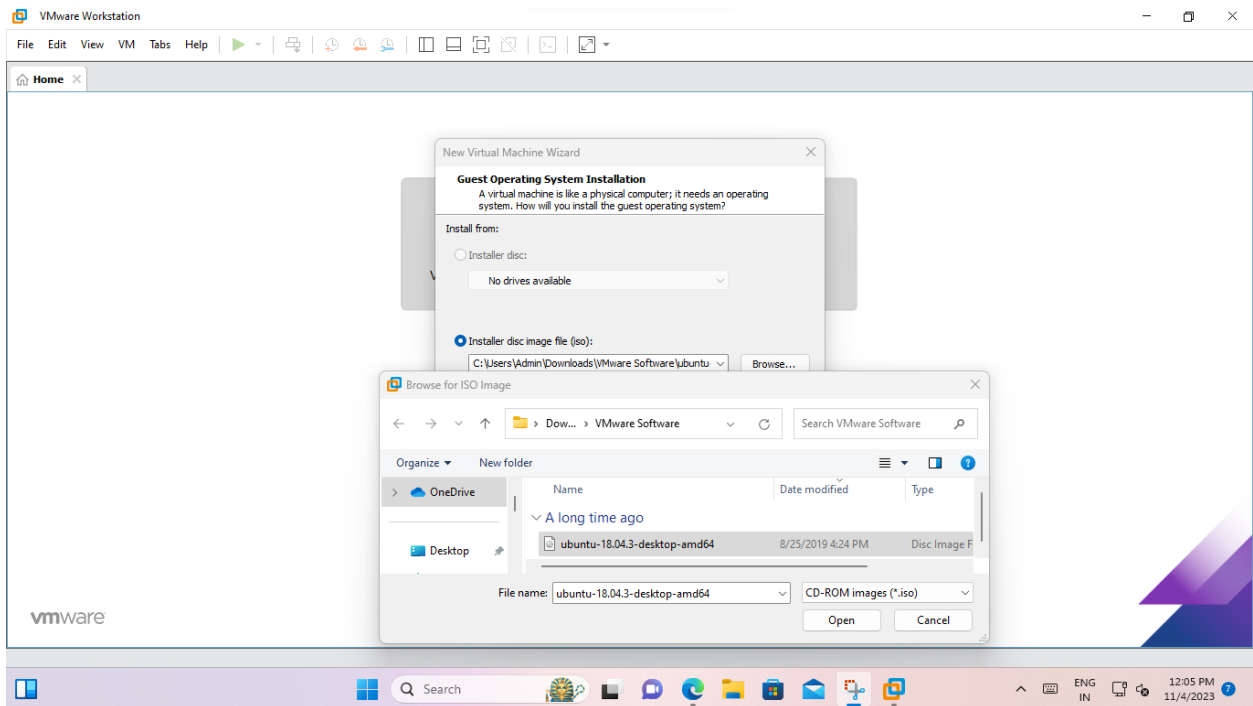 VMware Workstation
File Edit View VM Tabs Help
Home
New Virtual Machine Wizard
Guest Operating System Installation
A virtual machine is like a physical computer; it needs an operating
system. How will you install the guest operating system?
Install from:
Installer disc:
No drives available
Installer disc image file (iso):
C:\Users\Admin\Downloads\VMware Software\ubuntu- Browse...
Browse for ISO Image
Dow... VMware Software Search VMware Software
Organize New folder
OneDrive
Desktop
Name Date modified Type
A long time ago
ubuntu-18.04.3-desktop-amd64 8/25/2019 4:24 PM Disc Image F
File name: ubuntu-18.04.3-desktop-amd64 CD-ROM images (*.iso)
Open Cancel
vmware
Search
ENG
IN
12:05 PM
11/4/2023
7